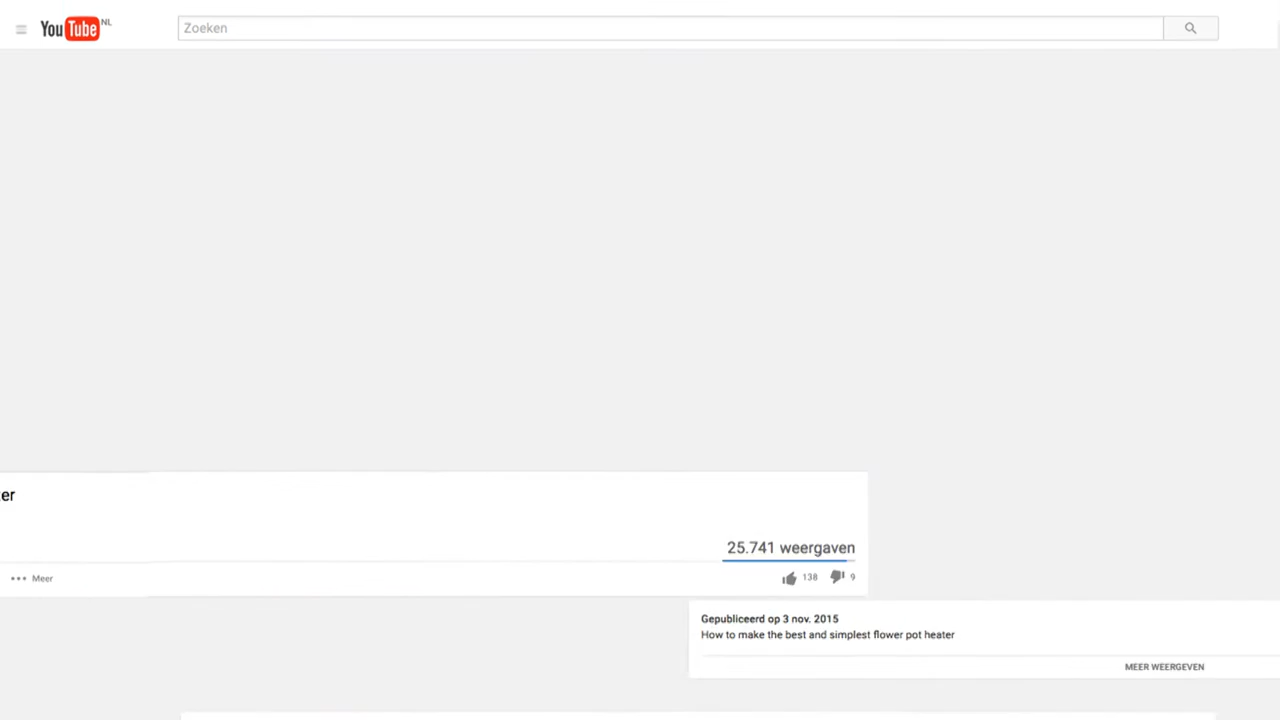 YouTube NL
Zoeken
ter
25.741 weergaven
••• Meer
138 9
Gepubliceerd op 3 nov. 2015
How to make the best and simplest flower pot heater
MEER WEERGEVEN